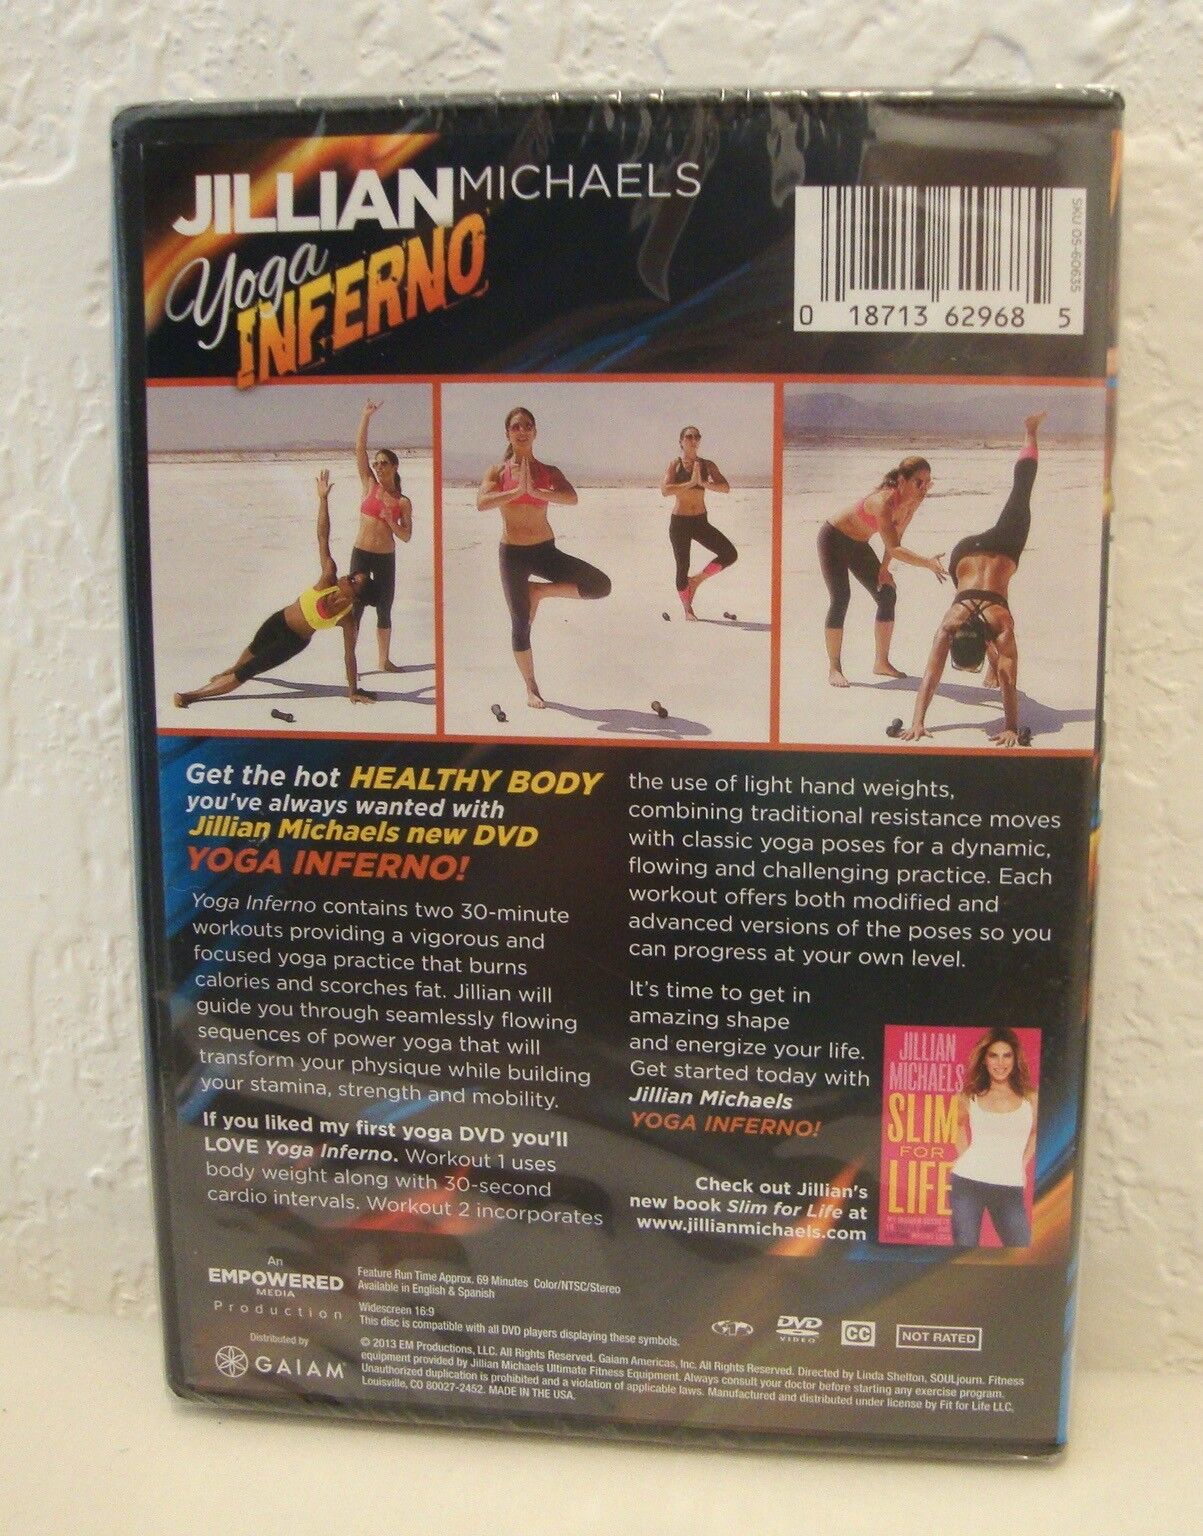 JILLIAN MICHAELS
Yoga
INFERNO
SKU 05-60635
0 18713 62968 5
Get the hot HEALTHY BODY
you've always wanted with
Jillian Michaels new DVD
YOGA INFERNO!
Yoga Inferno contains two 30-minute
workouts providing a vigorous and
focused yoga practice that burns
calories and scorches fat. Jillian will
guide you through seamlessly flowing
sequences of power yoga that will
transform your physique while building
your stamina, strength and mobility.
If you liked my first yoga DVD you'll
LOVE Yoga Inferno. Workout 1 uses
body weight along with 30-second
cardio intervals. Workout 2 incorporates
the use of light hand weights,
combining traditional resistance moves
with classic yoga poses for a dynamic,
flowing and challenging practice. Each
workout offers both modified and
advanced versions of the poses so you
can progress at your own level.
It's time to get in
amazing shape
and energize your life.
Get started today with
Jillian Michaels
YOGA INFERNO!
Check out Jillian's
new book Slim for Life at
www.jillianmichaels.com
JILLIAN
MICHAELS
SLIM
FOR
LIFE
An
EMPOWERED
MEDIA
Production
Distributed by
GAIAM
Feature Run Time Approx. 69 Minutes Color/NTSC/Stereo
Available in English & Spanish
Widescreen 16:9
This disc is compatible with all DVD players displaying these symbols.
DVD
VIDEO
CC
NOT RATED
© 2013 EM Productions, LLC. All Rights Reserved. Gaiam Americas, Inc. All Rights Reserved. Directed by Linda Shelton, SOULjourn. Fitness
equipment provided by Jillian Michaels Ultimate Fitness Equipment. Always consult your doctor before starting any exercise program.
Unauthorized duplication is prohibited and a violation of applicable laws. Manufactured and distributed under license by Fit for Life LLC,
Louisville, CO 80027-2452. MADE IN THE USA.